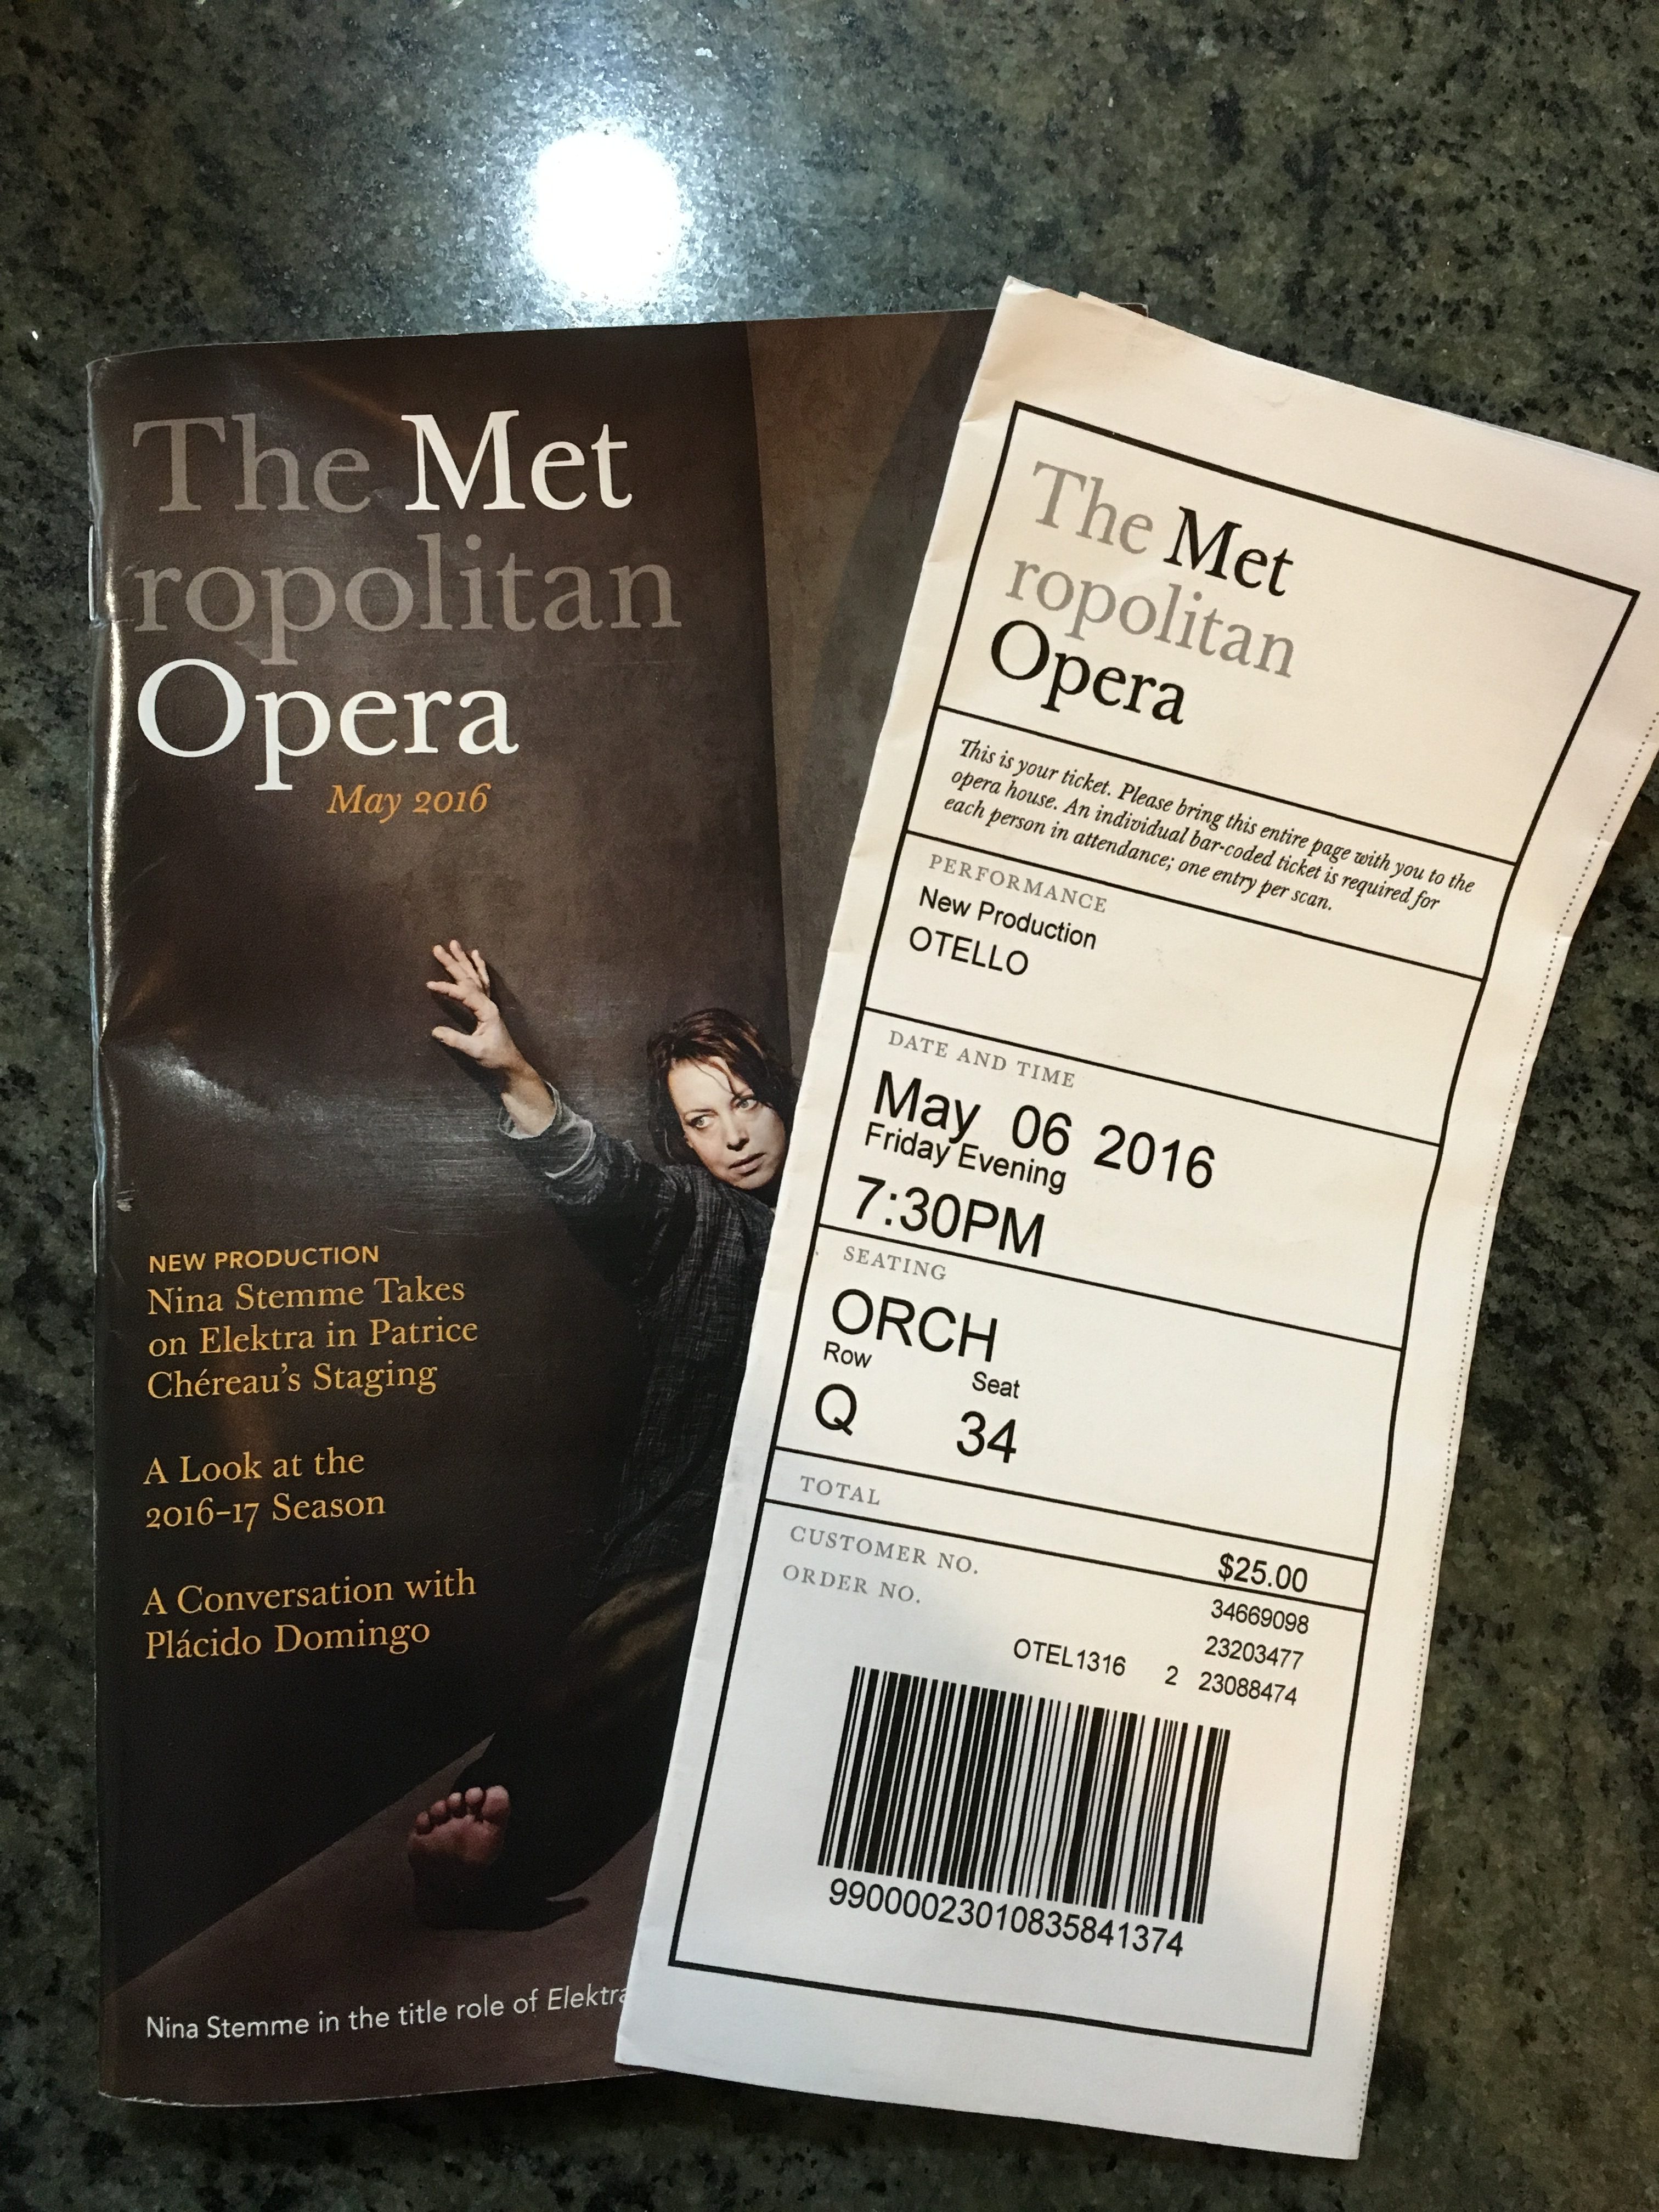 The Met
ropolitan
Opera
May 2016
NEW PRODUCTION
Nina Stemme Takes
on Elektra in Patrice
Chéreau's Staging
A Look at the
2016–17 Season
A Conversation with
Plácido Domingo
Nina Stemme in the title role of Elektra
The Met
ropolitan
Opera
This is your ticket. Please bring this entire page with you to the
opera house. An individual bar-coded ticket is required for
each person in attendance; one entry per scan.
PERFORMANCE
New Production
OTELLO
DATE AND TIME
May 06 2016
Friday Evening
7:30PM
SEATING
ORCH
Row Seat
Q 34
TOTAL $25.00
CUSTOMER NO. 34669098
ORDER NO. 23203477
OTEL1316 2 23088474
99000023010835841374